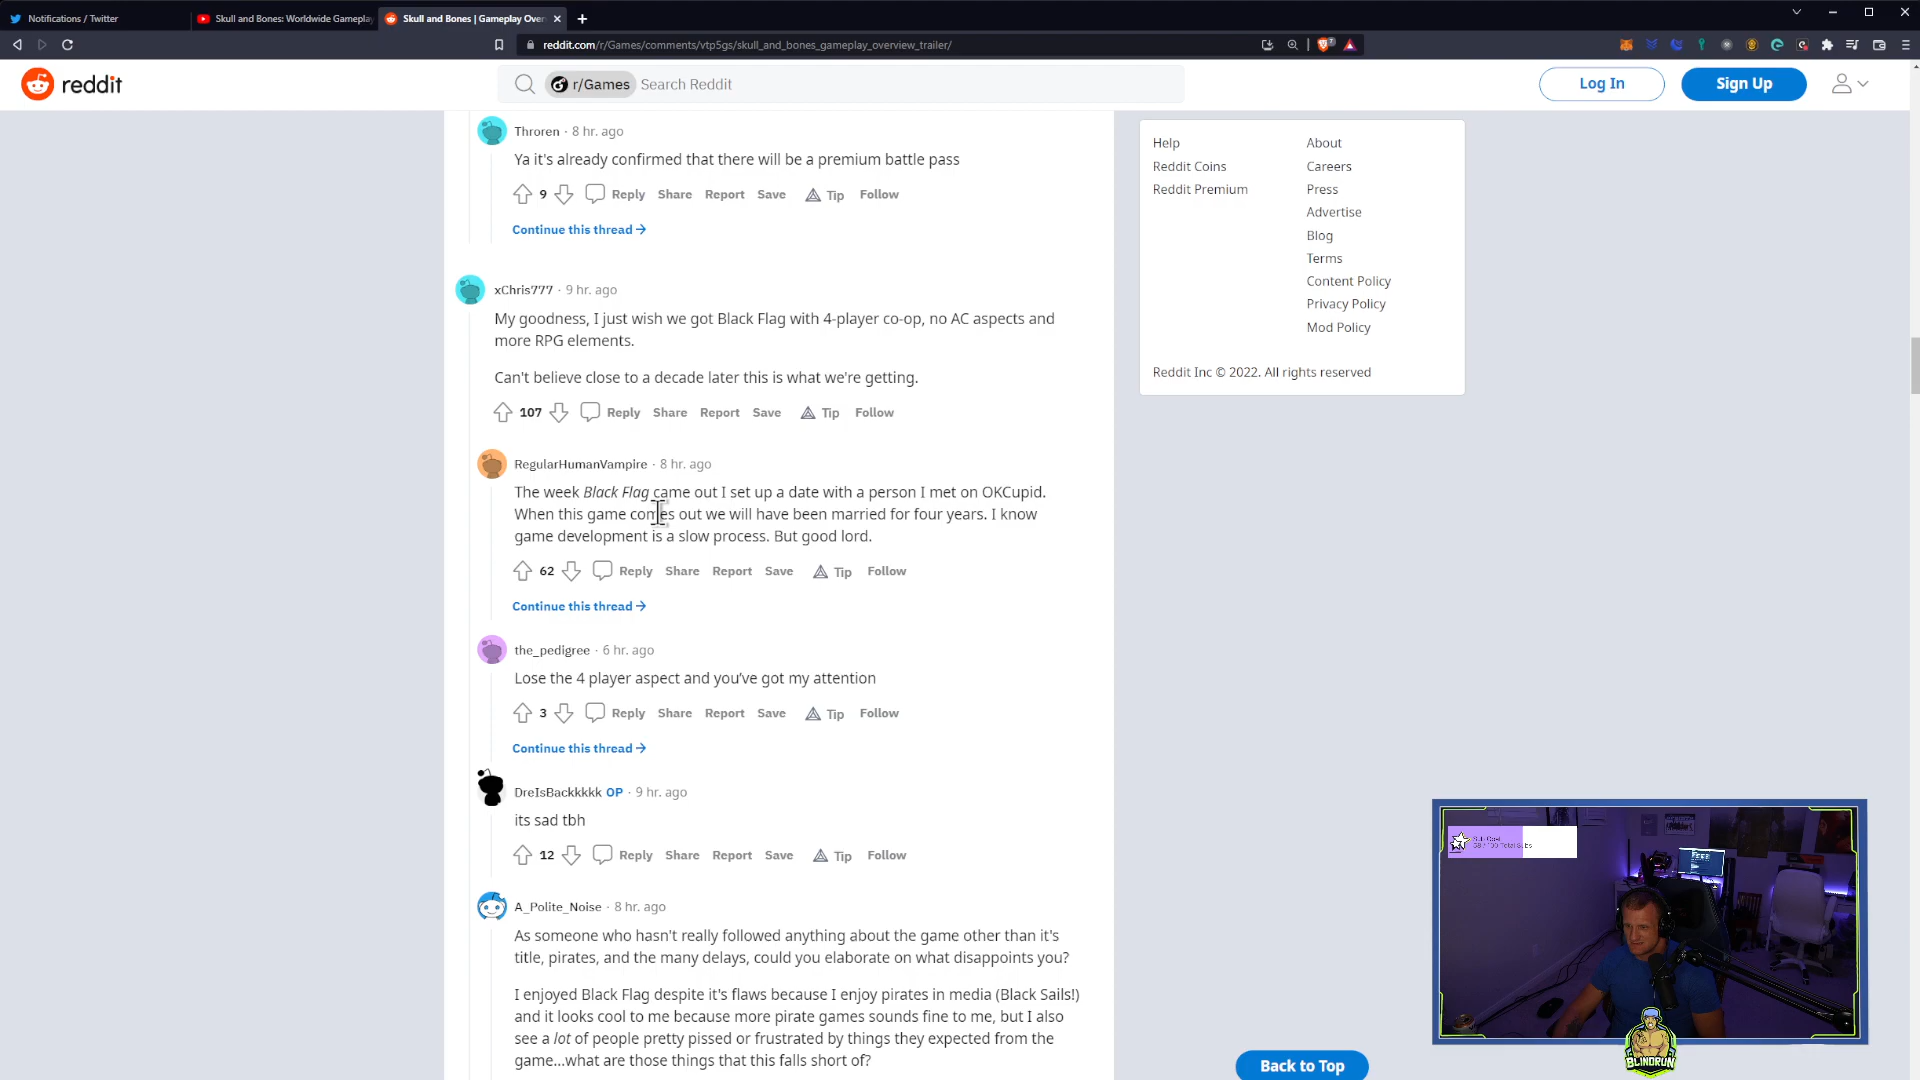 Notifications / Twitter
Skull and Bones: Worldwide Gameplay
Skull and Bones | Gameplay Over
reddit.com/r/Games/comments/vtp5gs/skull_and_bones_gameplay_overview_trailer/
reddit
r/Games
Search Reddit
Log In
Sign Up
Throren · 8 hr. ago
Ya it's already confirmed that there will be a premium battle pass
9 Reply Share Report Save Tip Follow
Continue this thread →
xChris777 · 9 hr. ago
My goodness, I just wish we got Black Flag with 4-player co-op, no AC aspects and
more RPG elements.
Can't believe close to a decade later this is what we're getting.
107 Reply Share Report Save Tip Follow
RegularHumanVampire · 8 hr. ago
The week Black Flag came out I set up a date with a person I met on OKCupid.
When this game comes out we will have been married for four years. I know
game development is a slow process. But good lord.
62 Reply Share Report Save Tip Follow
Continue this thread →
the_pedigree · 6 hr. ago
Lose the 4 player aspect and you've got my attention
3 Reply Share Report Save Tip Follow
Continue this thread →
DreIsBackkkkk OP · 9 hr. ago
its sad tbh
12 Reply Share Report Save Tip Follow
A_Polite_Noise · 8 hr. ago
As someone who hasn't really followed anything about the game other than it's
title, pirates, and the many delays, could you elaborate on what disappoints you?
I enjoyed Black Flag despite it's flaws because I enjoy pirates in media (Black Sails!)
and it looks cool to me because more pirate games sounds fine to me, but I also
see a lot of people pretty pissed or frustrated by things they expected from the
game...what are those things that this falls short of?
Help
Reddit Coins
Reddit Premium
About
Careers
Press
Advertise
Blog
Terms
Content Policy
Privacy Policy
Mod Policy
Reddit Inc © 2022. All rights reserved
Sub Goal
/ 100 Total Subs
BLINDRUN
Back to Top